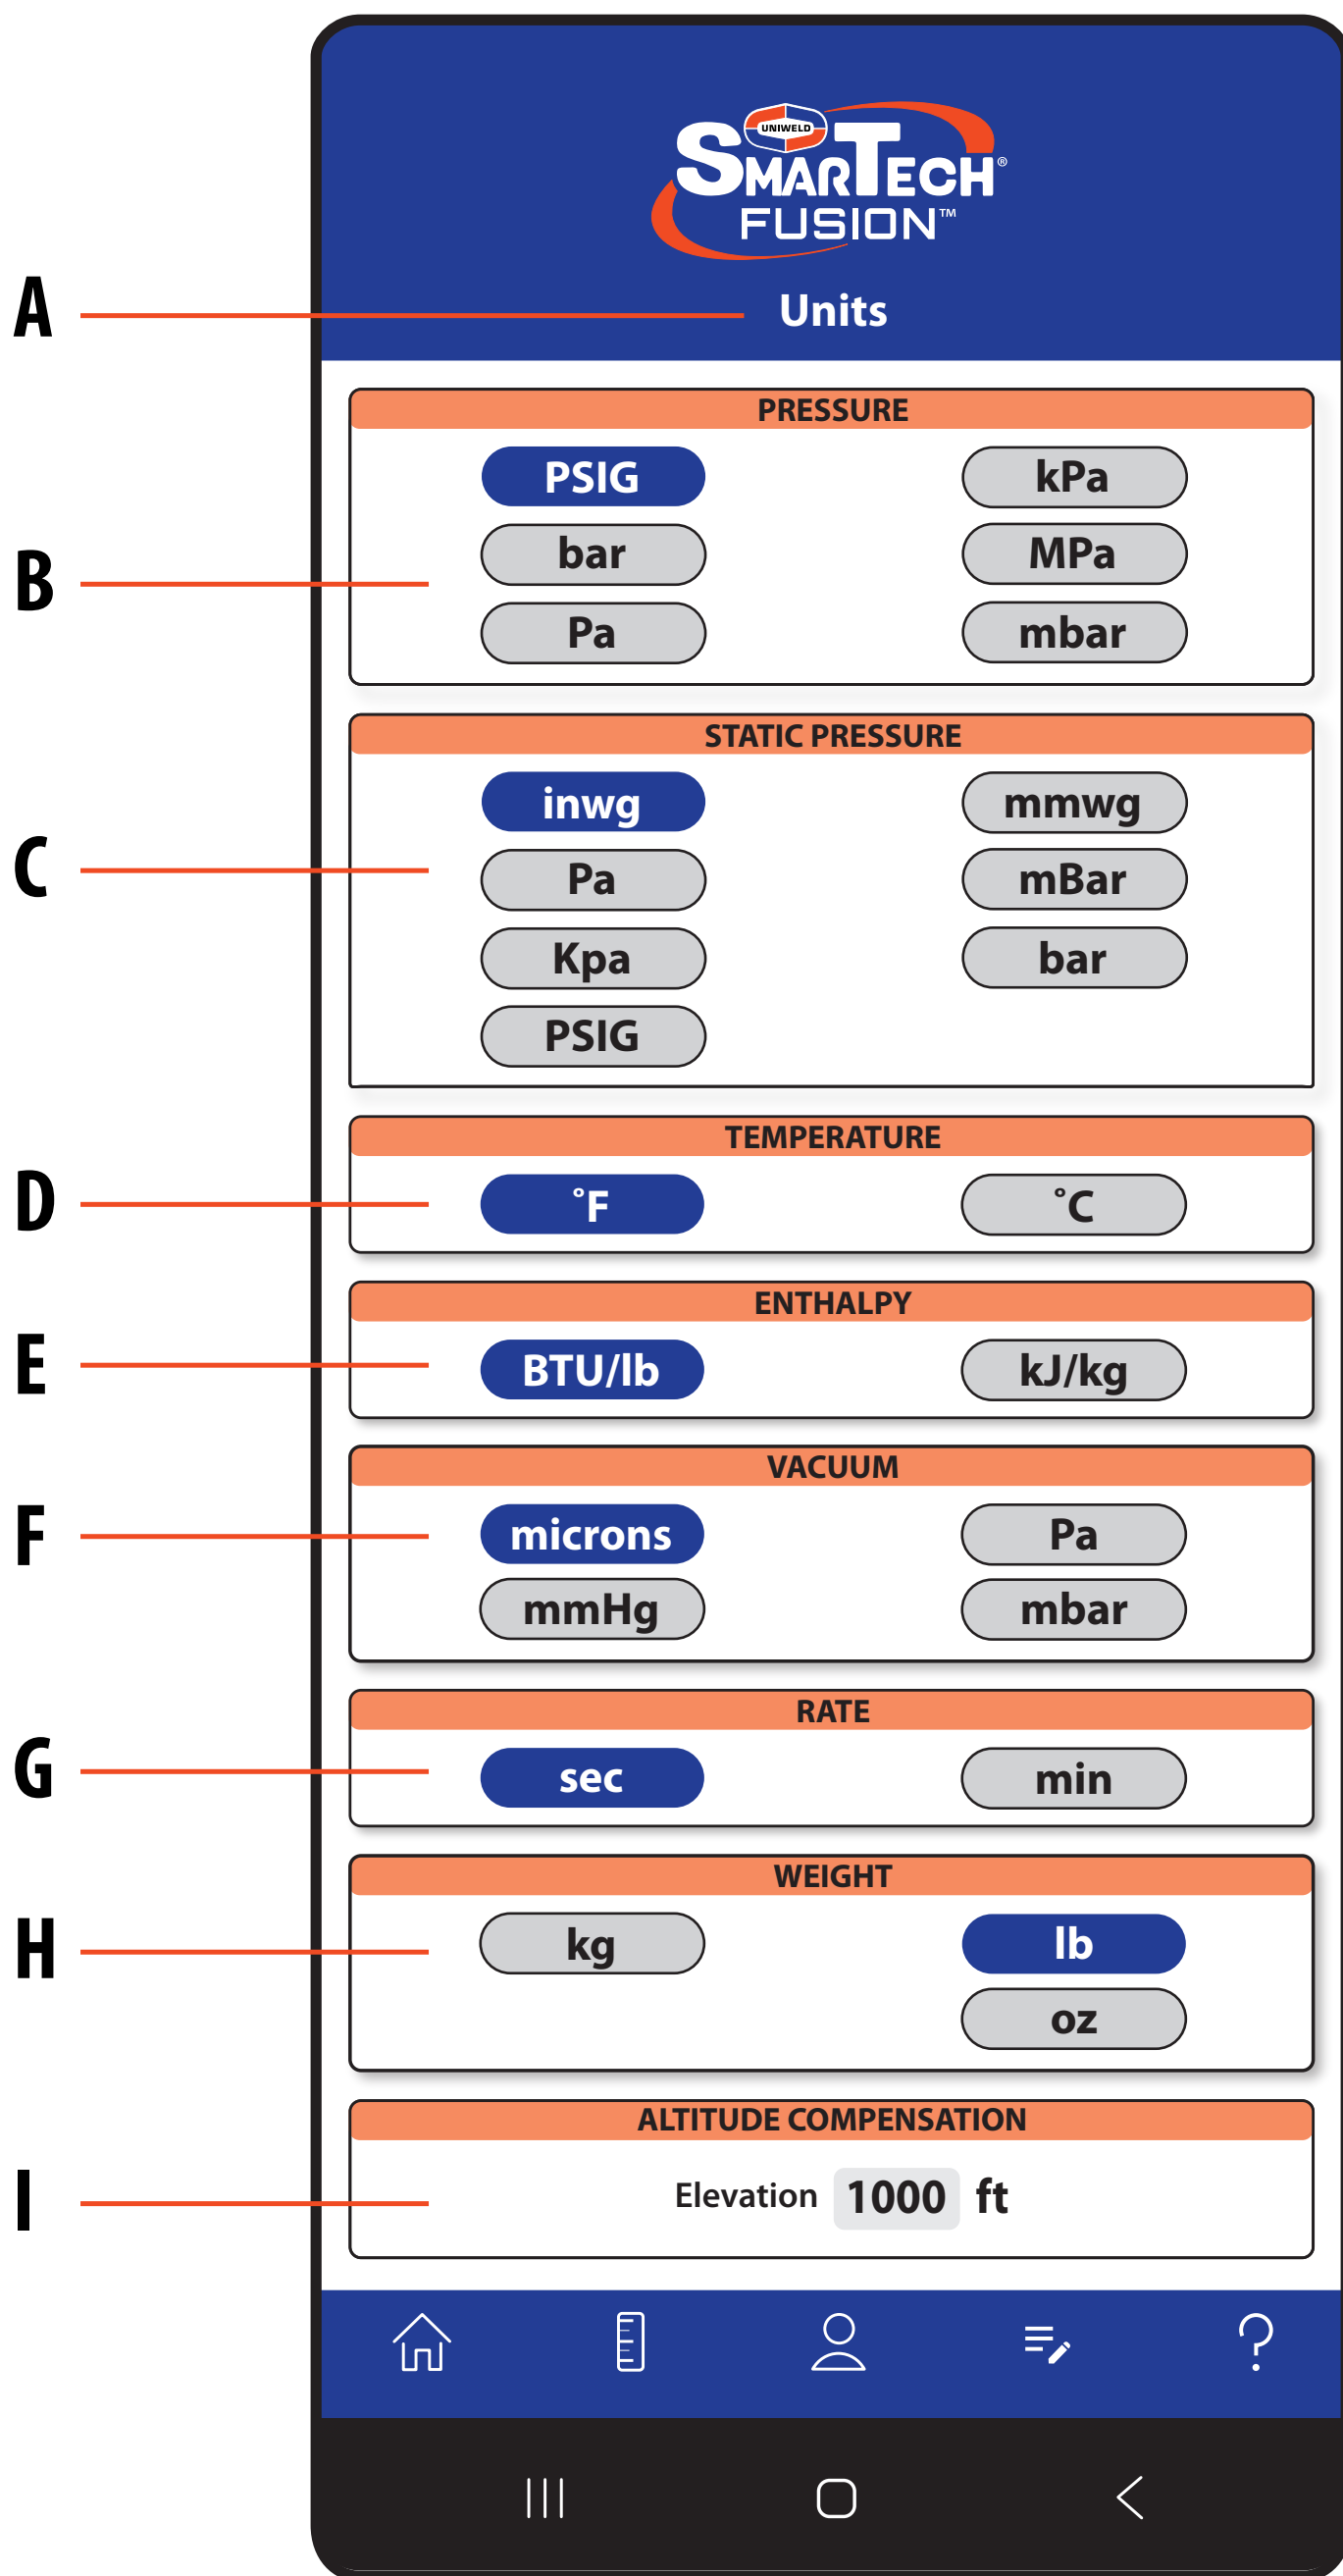 UNIWELD
SMARTECH®
FUSION™
A Units
PRESSURE
PSIG kPa
B bar MPa
Pa mbar
STATIC PRESSURE
inwg mmwg
C Pa mBar
Kpa bar
PSIG
TEMPERATURE
D °F °C
ENTHALPY
E BTU/lb kJ/kg
VACUUM
F microns Pa
mmHg mbar
RATE
G sec min
WEIGHT
H kg lb
oz
ALTITUDE COMPENSATION
I Elevation 1000 ft